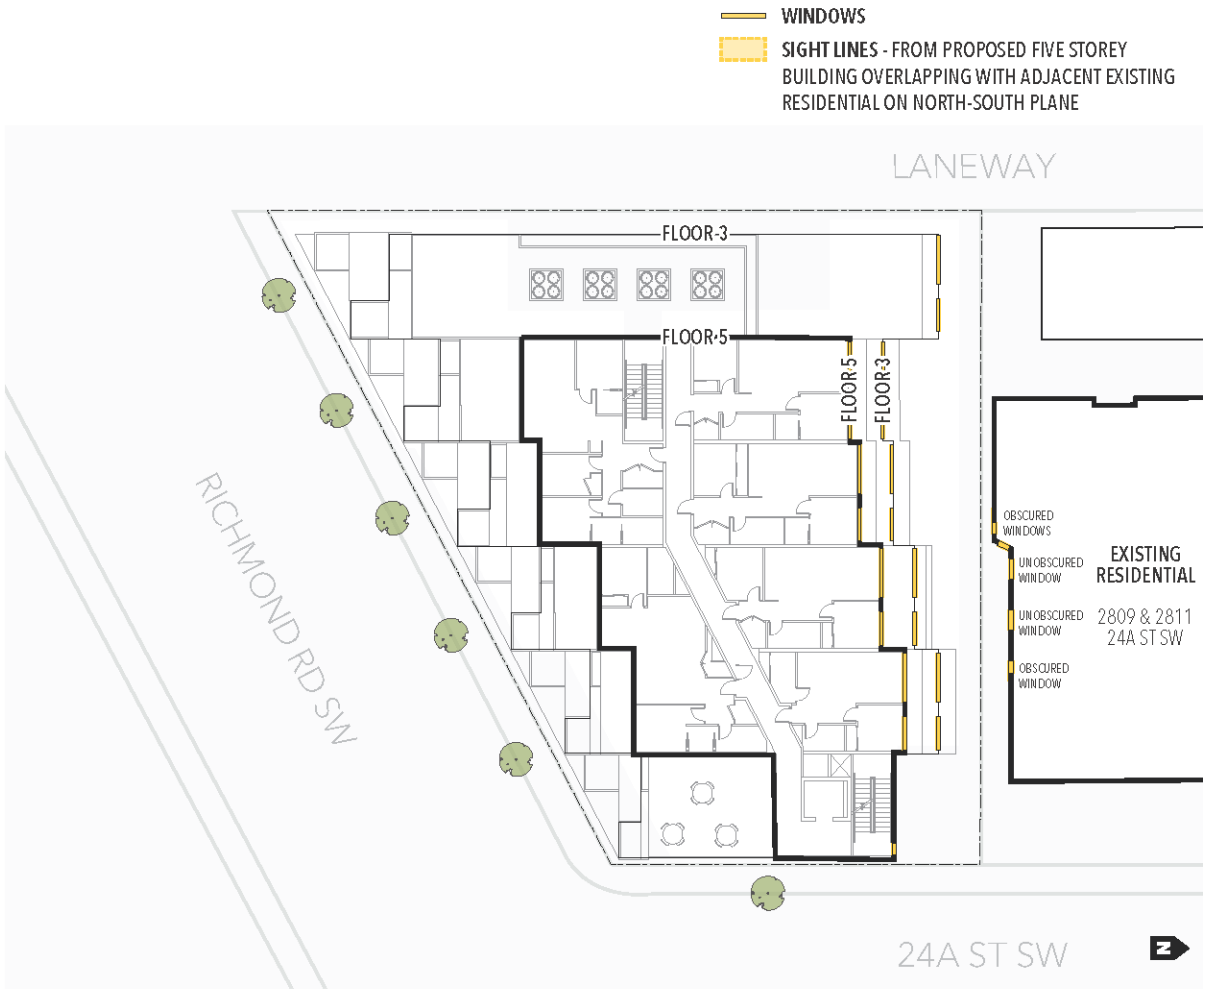 WINDOWS
SIGHT LINES - FROM PROPOSED FIVE STOREY
BUILDING OVERLAPPING WITH ADJACENT EXISTING
RESIDENTIAL ON NORTH-SOUTH PLANE
LANEWAY
FLOOR-3
FLOOR-5
FLOOR-5
FLOOR-3
RICHMOND RD SW
OBSCURED
WINDOWS
UNOBSCURED
WINDOW
UNOBSCURED
WINDOW
OBSCURED
WINDOW
EXISTING
RESIDENTIAL
2809 & 2811
24A ST SW
24A ST SW
N